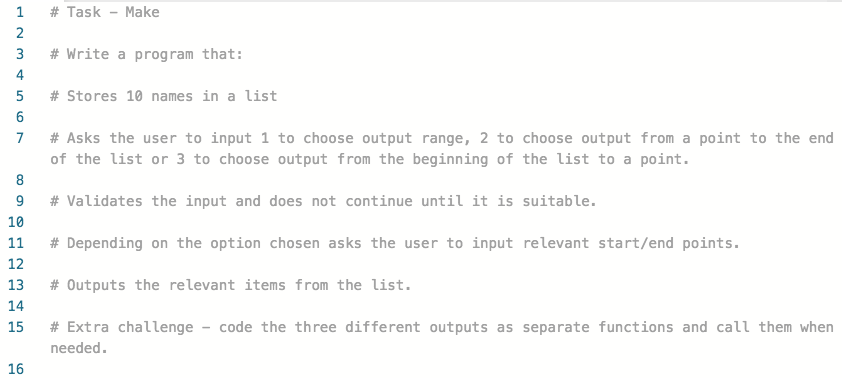 1 # Task – Make
2
3 # Write a program that:
4
5 # Stores 10 names in a list
6
7 # Asks the user to input 1 to choose output range, 2 to choose output from a point to the end
of the list or 3 to choose output from the beginning of the list to a point.
8
9 # Validates the input and does not continue until it is suitable.
10
11 # Depending on the option chosen asks the user to input relevant start/end points.
12
13 # Outputs the relevant items from the list.
14
15 # Extra challenge – code the three different outputs as separate functions and call them when
needed.
16